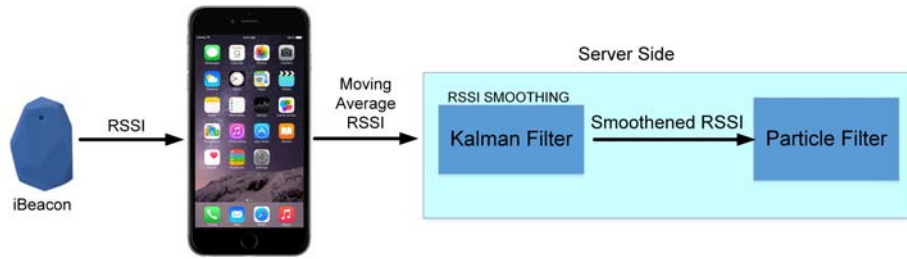 Server Side
Moving
Average
RSSI
RSSI SMOOTHING
RSSI
Kalman Filter
Smoothened RSSI
Particle Filter
iBeacon